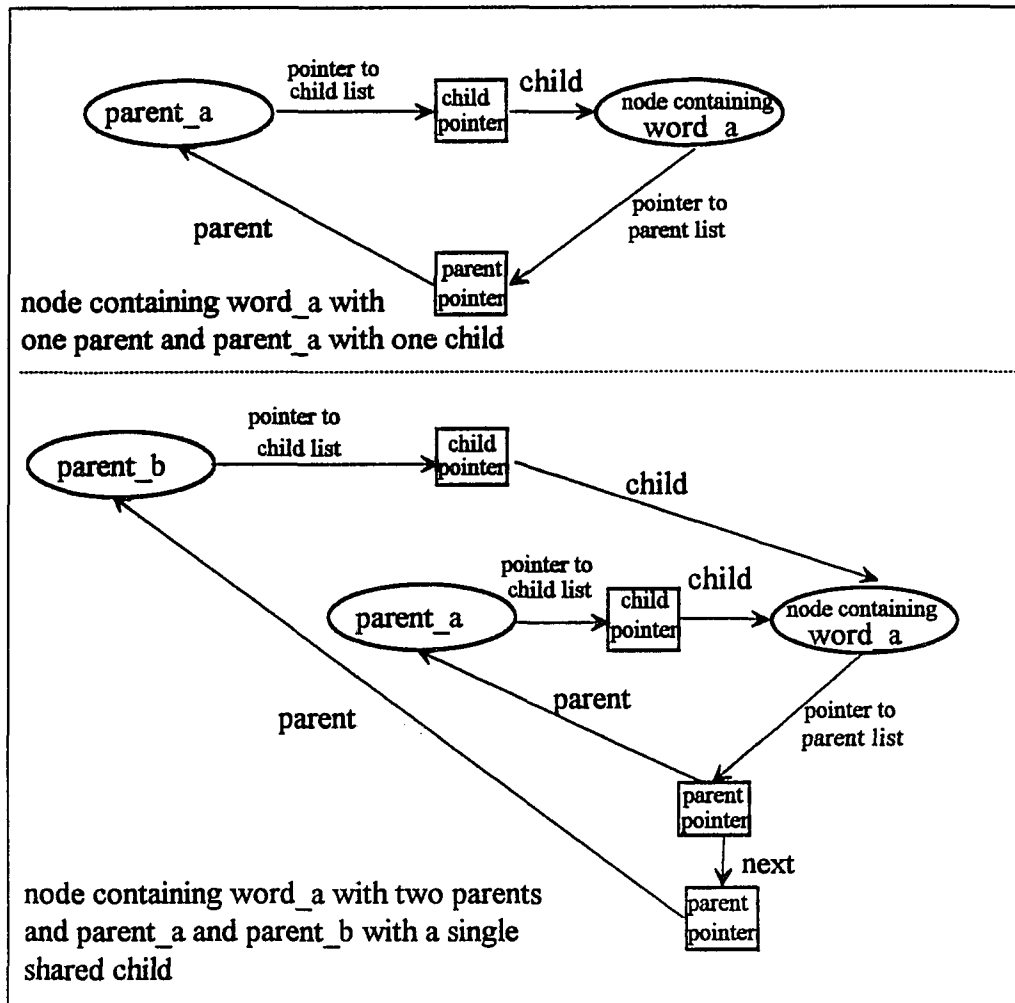 pointer to
child list
child
parent_a
child
pointer
node containing
word_a
parent
pointer to
parent list
parent
pointer
node containing word_a with
one parent and parent_a with one child
pointer to
child list
parent_b
child
pointer
child
pointer to
child list
child
parent_a
child
pointer
node containing
word_a
parent
parent
pointer to
parent list
parent
pointer
next
parent
pointer
node containing word_a with two parents
and parent_a and parent_b with a single
shared child